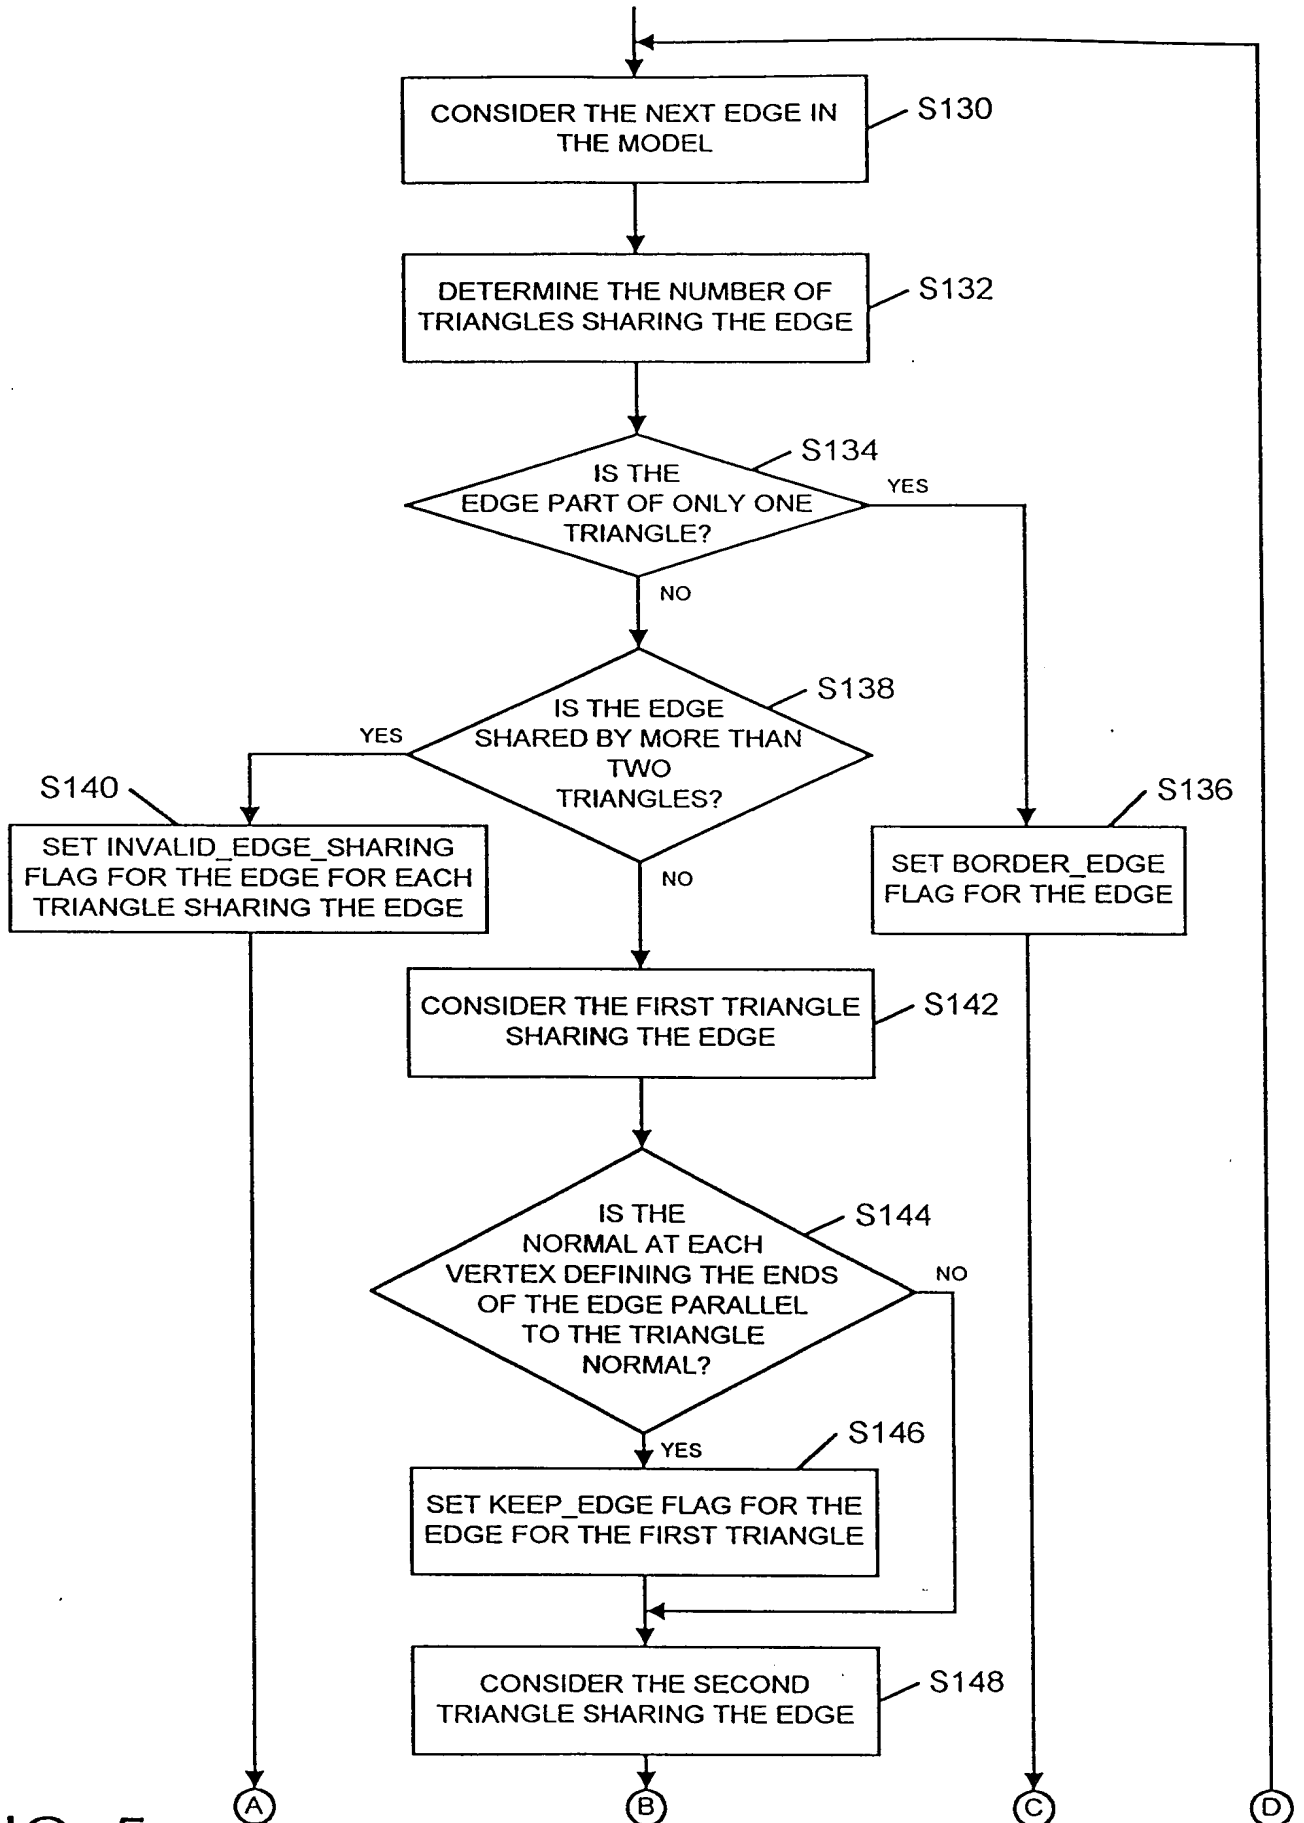 CONSIDER THE NEXT EDGE IN
THE MODEL
S130
DETERMINE THE NUMBER OF
TRIANGLES SHARING THE EDGE
S132
IS THE
EDGE PART OF ONLY ONE
TRIANGLE?
S134
YES
NO
IS THE EDGE
SHARED BY MORE THAN
TWO
TRIANGLES?
S138
YES
NO
S140
SET INVALID_EDGE_SHARING
FLAG FOR THE EDGE FOR EACH
TRIANGLE SHARING THE EDGE
S136
SET BORDER_EDGE
FLAG FOR THE EDGE
CONSIDER THE FIRST TRIANGLE
SHARING THE EDGE
S142
IS THE
NORMAL AT EACH
VERTEX DEFINING THE ENDS
OF THE EDGE PARALLEL
TO THE TRIANGLE
NORMAL?
S144
NO
YES
S146
SET KEEP_EDGE FLAG FOR THE
EDGE FOR THE FIRST TRIANGLE
CONSIDER THE SECOND
TRIANGLE SHARING THE EDGE
S148
A
B
C
D